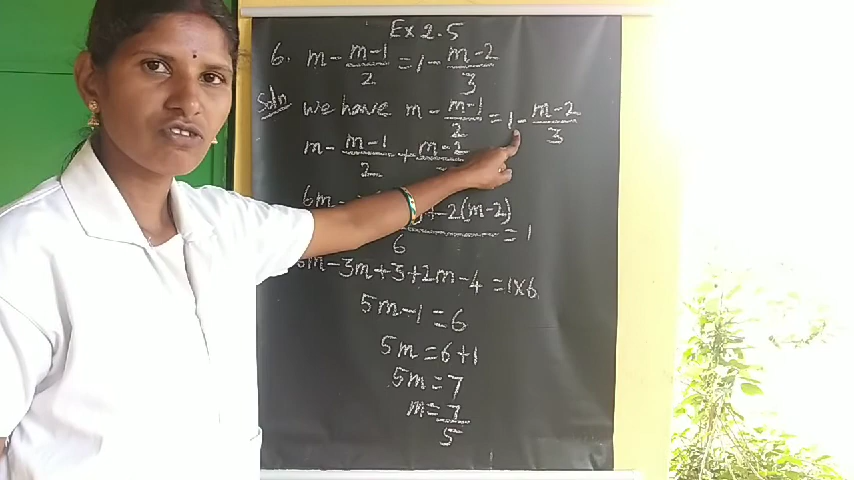 Ex 2.5
6. m - m-1/2 = 1 - m-2/3
Soln We have m - m-1/2 = 1 - m-2/3
m - m-1/2 + m-2
6m - + 2(m-2)/6 = 1
6m - 3m + 3 + 2m - 4 = 1×6
5m - 1 = 6
5m = 6+1
5m = 7
m = 7/5